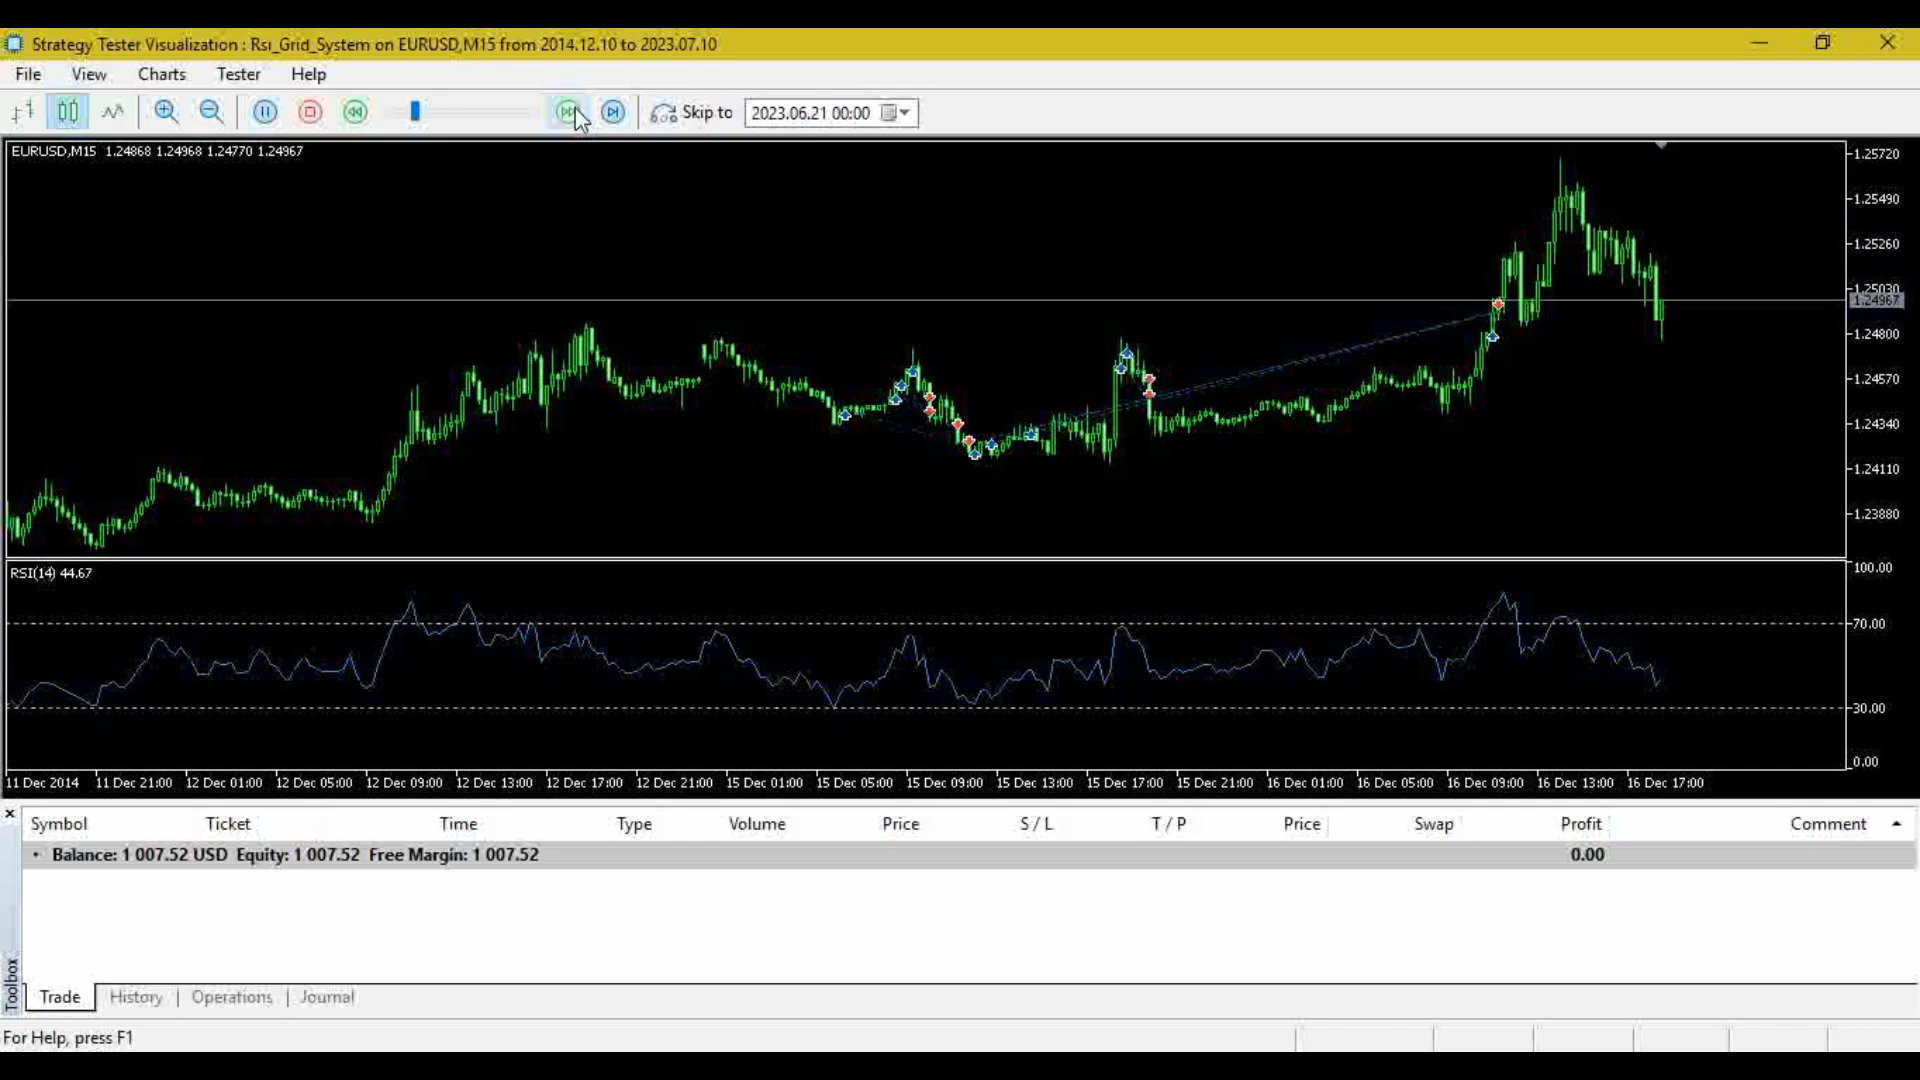 Strategy Tester Visualization : Rsi_Grid_System on EURUSD,M15 from 2014.12.10 to 2023.07.10
File View Charts Tester Help
Skip to 2023.06.21 00:00
EURUSD,M15 1.24868 1.24968 1.24770 1.24967
1.25720
1.25490
1.25260
1.25030
1.24967
1.24800
1.24570
1.24340
1.24110
1.23880
RSI(14) 44.67
100.00
70.00
30.00
0.00
11 Dec 2014 11 Dec 21:00 12 Dec 01:00 12 Dec 05:00 12 Dec 09:00 12 Dec 13:00 12 Dec 17:00 12 Dec 21:00 15 Dec 01:00 15 Dec 05:00 15 Dec 09:00 15 Dec 13:00 15 Dec 17:00 15 Dec 21:00 16 Dec 01:00 16 Dec 05:00 16 Dec 09:00 16 Dec 13:00 16 Dec 17:00
Symbol Ticket Time Type Volume Price S / L T / P Price Swap Profit Comment
Balance: 1 007.52 USD Equity: 1 007.52 Free Margin: 1 007.52 0.00
Toolbox
Trade History Operations Journal
For Help, press F1